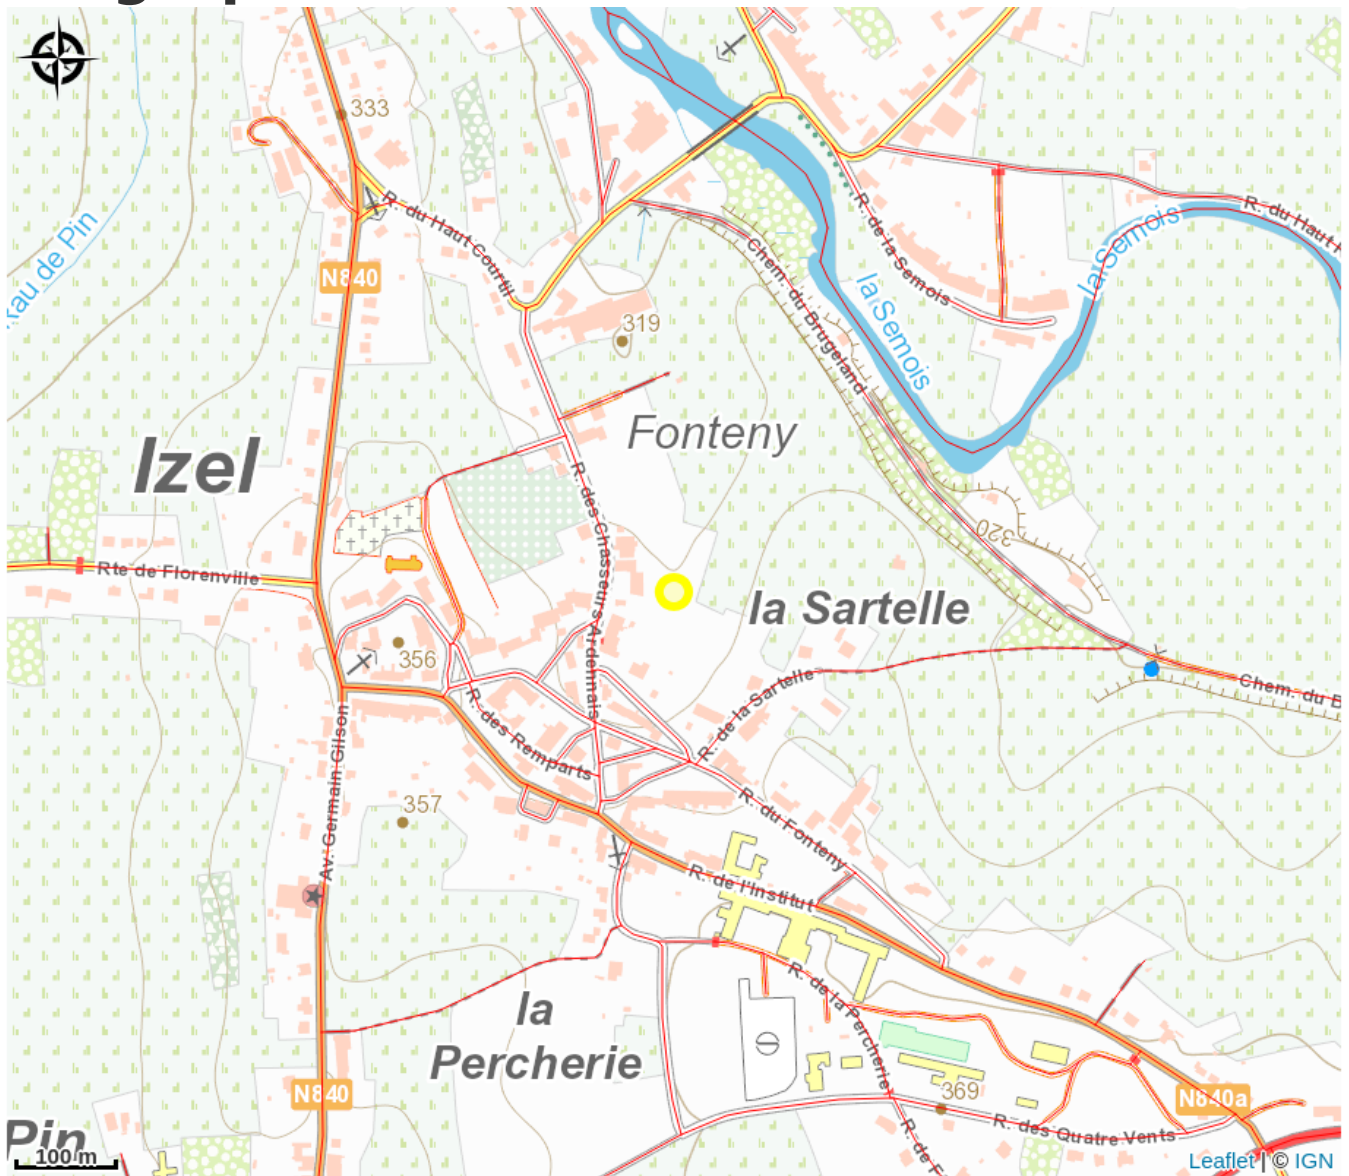 333
R. du Haut Courtil
N840
la Semois
R. de la Semois
la Semois
R. du Haut
Chem. du Brugeland
319
Fonteny
Izel
R. des Chasseurs Ardennais
320
Rte de Florenville
la Sartelle
356
R. de la Sartelle
Chem. du B
R. des Remparts
Av. Germain Gilson
357
R. du Fonteny
R. de l'Institut
R. de la Percherie
la
Percherie
369
N840
N840a
R. des Quatre Vents
R. de
Pin
100 m
Leaflet | © IGN
au de Pin